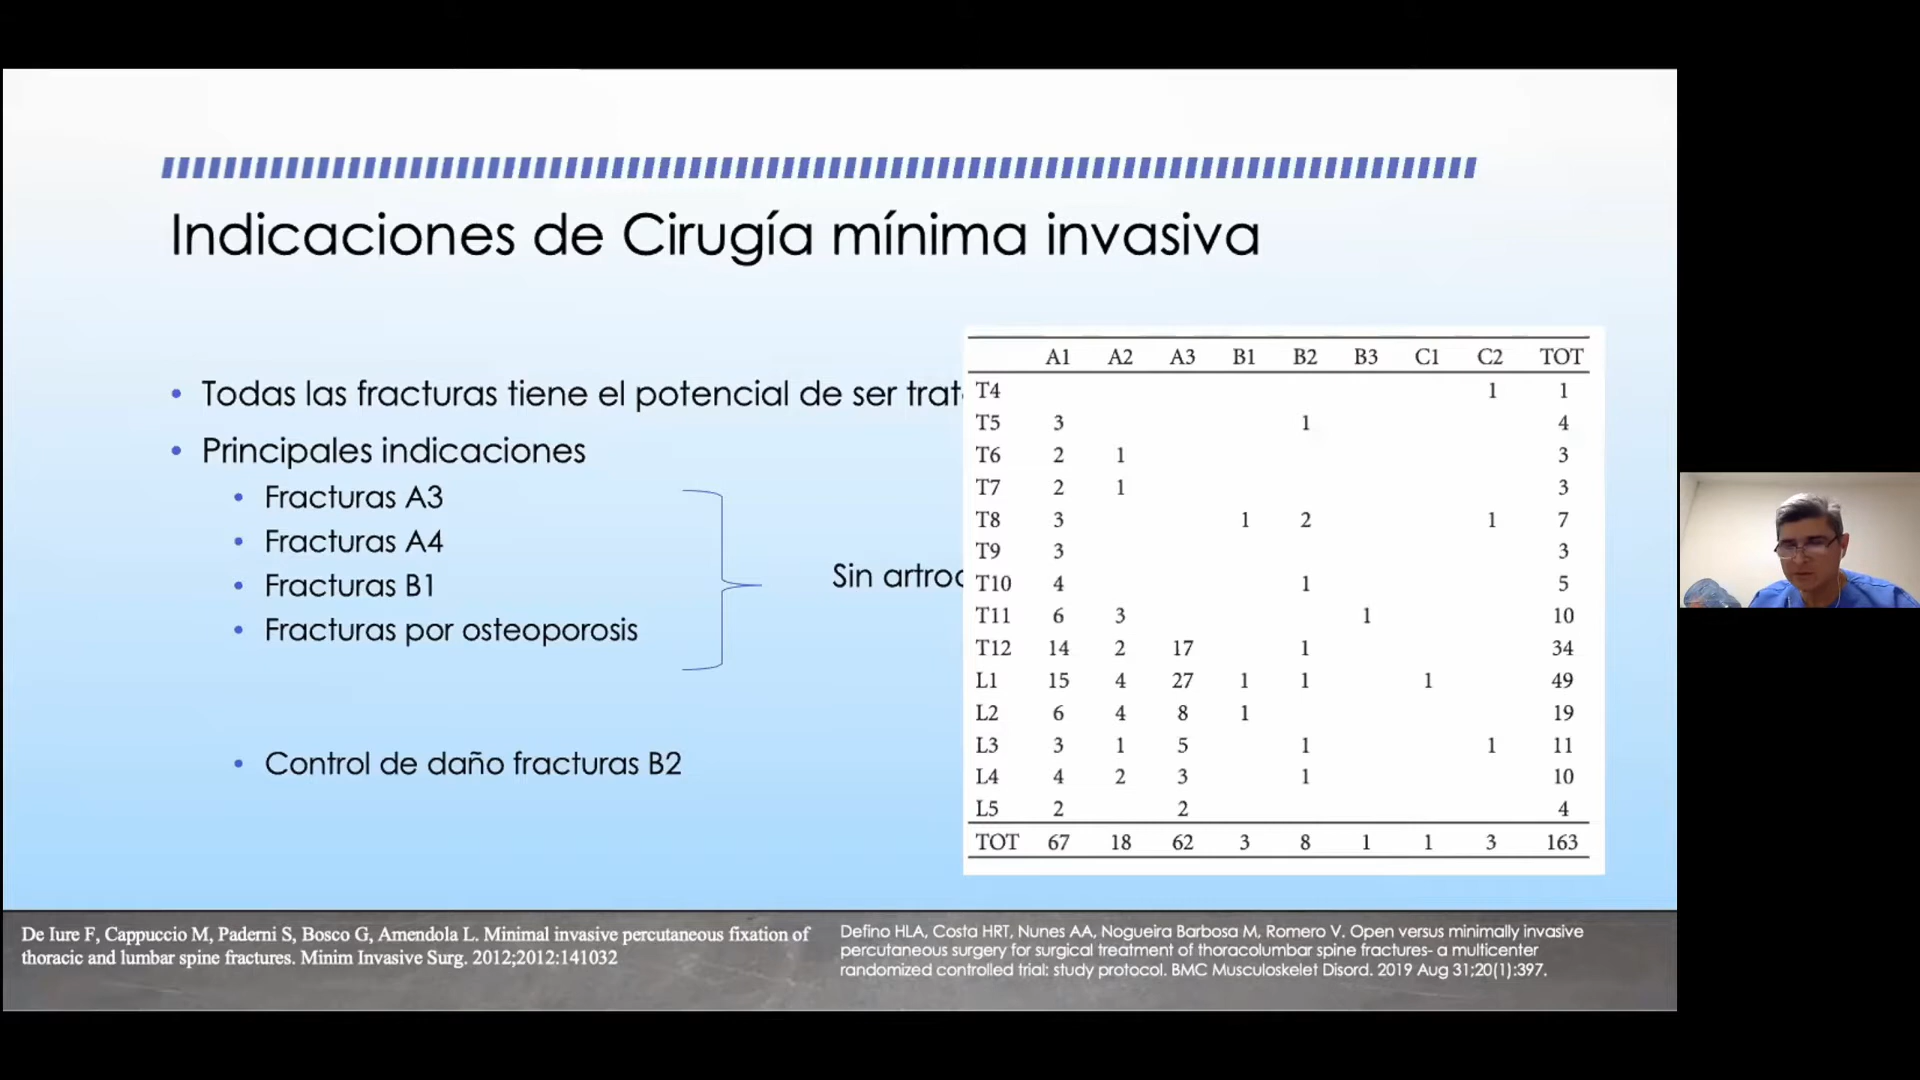 Indicaciones de Cirugía mínima invasiva
• Todas las fracturas tiene el potencial de ser
• Principales indicaciones
• Fracturas A3
• Fracturas A4
• Fracturas B1
• Fracturas por osteoporosis
Sin
• Control de daño fracturas B2
A1 A2 A3 B1 B2 B3 C1 C2 TOT
T4 1 1
T5 3 1 4
T6 2 1 3
T7 2 1 3
T8 3 1 2 1 7
T9 3 3
T10 4 1 5
T11 6 3 1 10
T12 14 2 17 1 34
L1 15 4 27 1 1 1 49
L2 6 4 8 1 19
L3 3 1 5 1 1 11
L4 4 2 3 1 10
L5 2 2 4
TOT 67 18 62 3 8 1 1 3 163
De Iure F, Cappuccio M, Paderni S, Bosco G, Amendola L. Minimal invasive percutaneous fixation of
thoracic and lumbar spine fractures. Minim Invasive Surg. 2012;2012:141032
Defino HLA, Costa HRT, Nunes AA, Nogueira Barbosa M, Romero V. Open versus minimally invasive
percutaneous surgery for surgical treatment of thoracolumbar spine fractures- a multicenter
randomized controlled trial: study protocol. BMC Musculoskelet Disord. 2019 Aug 31;20(1):397.